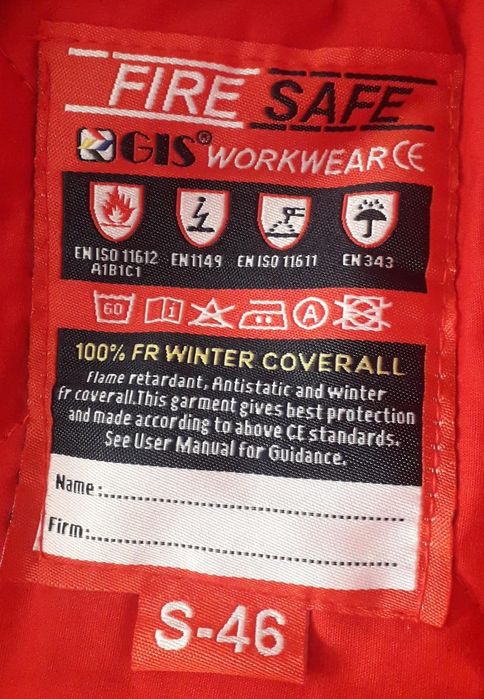 FIRE SAFE
GIS® WORKWEAR CE
EN ISO 11612 EN1149 EN ISO 11611 EN 343
A1B1C1
60 i A
100% FR WINTER COVERALL
Flame retardant, Antistatic and winter
fr coverall.This garment gives best protection
and made according to above CE standards.
See User Manual for Guidance.
Name:..................................................
Firm:..................................................
S-46